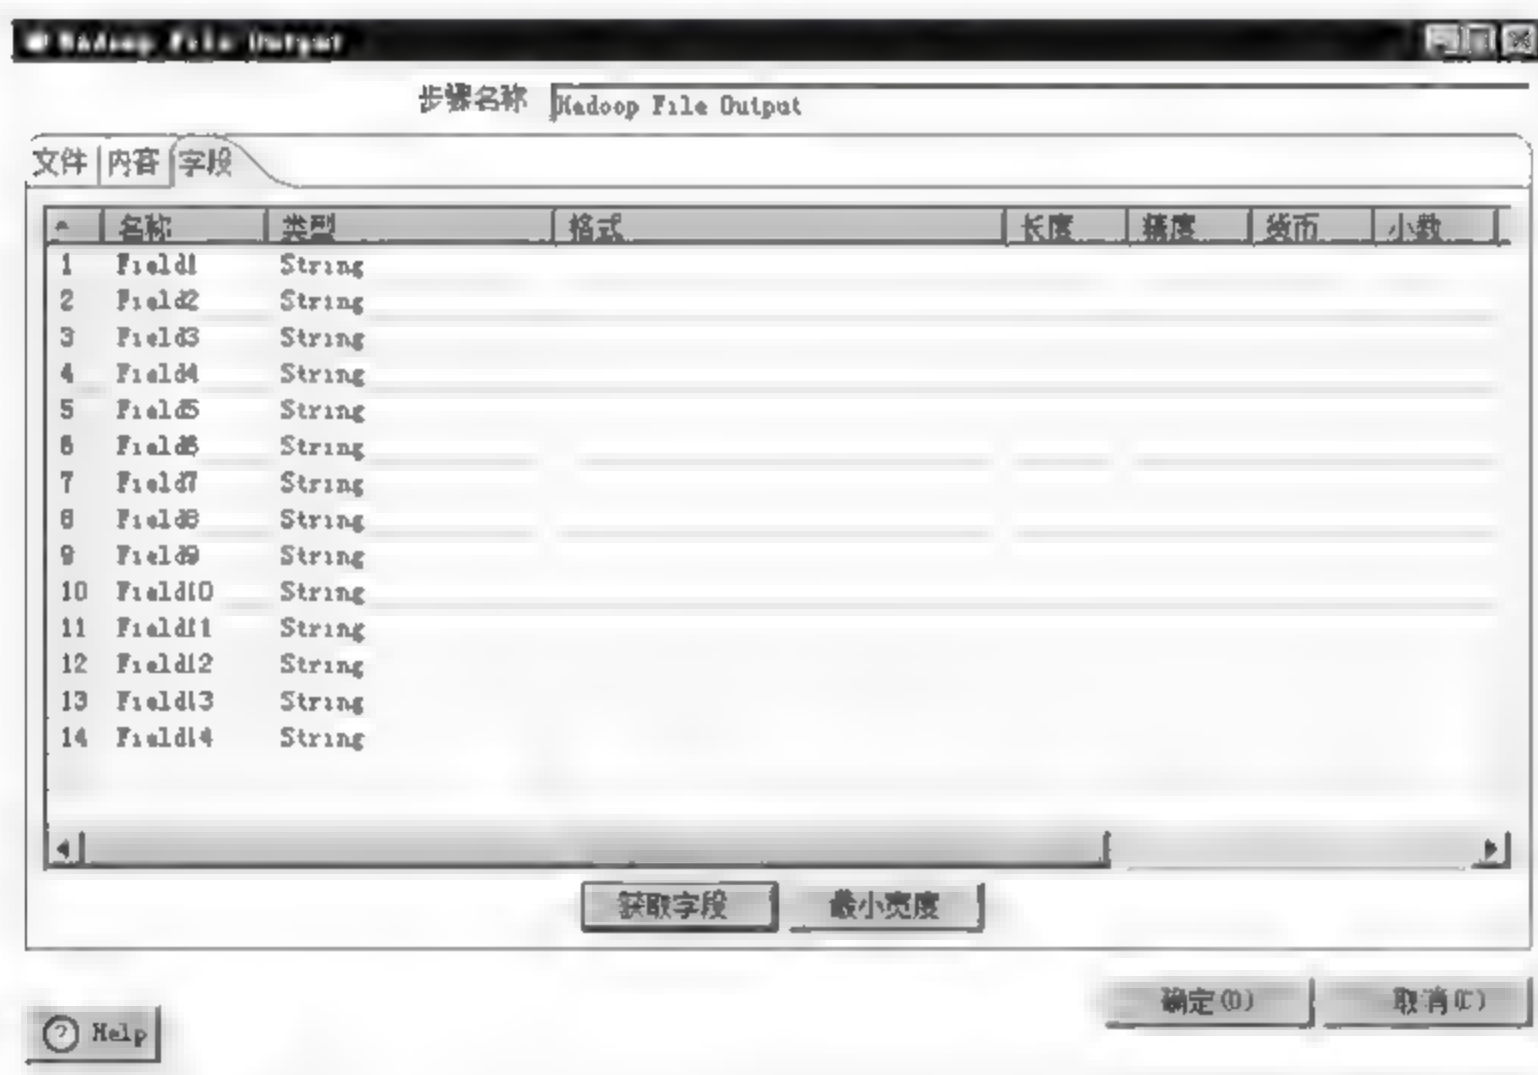 Hadoop File Output
步骤名称 Hadoop File Output
文件 内容 字段
名称 类型 格式 长度 精度 货币 小数
1 Field1 String
2 Field2 String
3 Field3 String
4 Field4 String
5 Field5 String
6 Field6 String
7 Field7 String
8 Field8 String
9 Field9 String
10 Field10 String
11 Field11 String
12 Field12 String
13 Field13 String
14 Field14 String
获取字段 最小宽度
确定(O) 取消(C)
Help